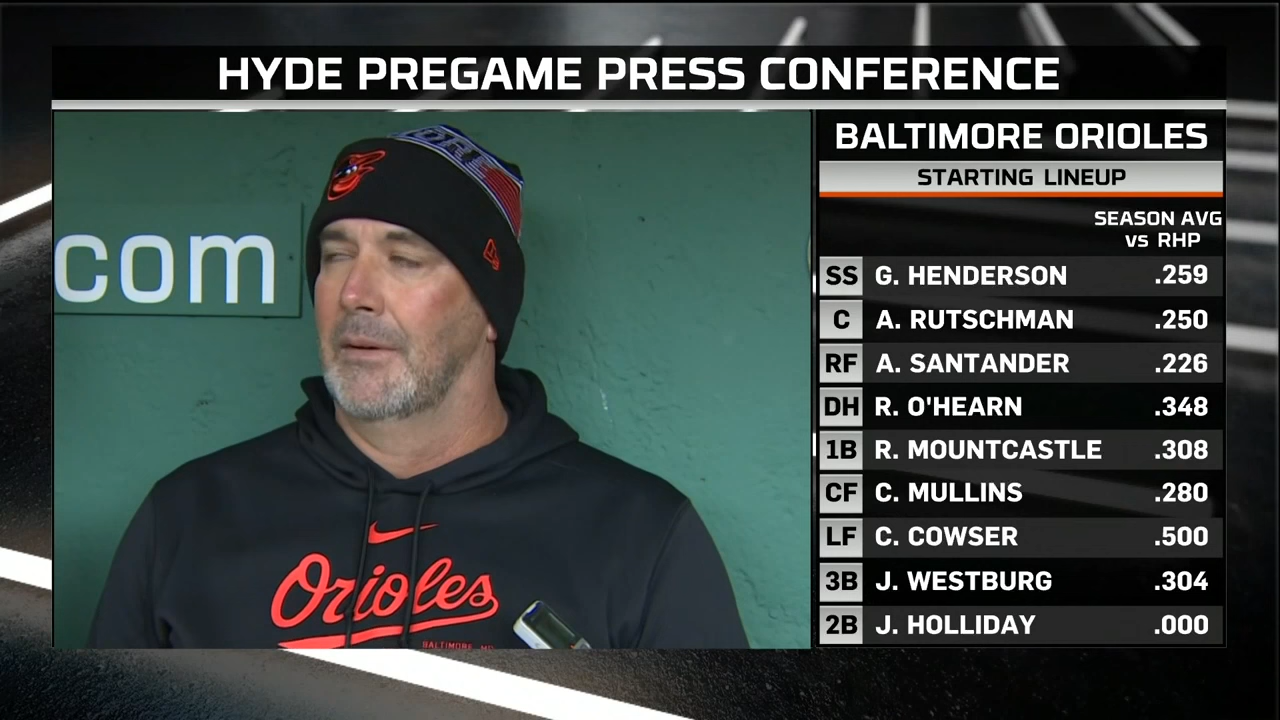 HYDE PREGAME PRESS CONFERENCE
com
Orioles
BALTIMORE ORIOLES
STARTING LINEUP
SEASON AVG
vs RHP
SS G. HENDERSON .259
C A. RUTSCHMAN .250
RF A. SANTANDER .226
DH R. O'HEARN .348
1B R. MOUNTCASTLE .308
CF C. MULLINS .280
LF C. COWSER .500
3B J. WESTBURG .304
2B J. HOLLIDAY .000